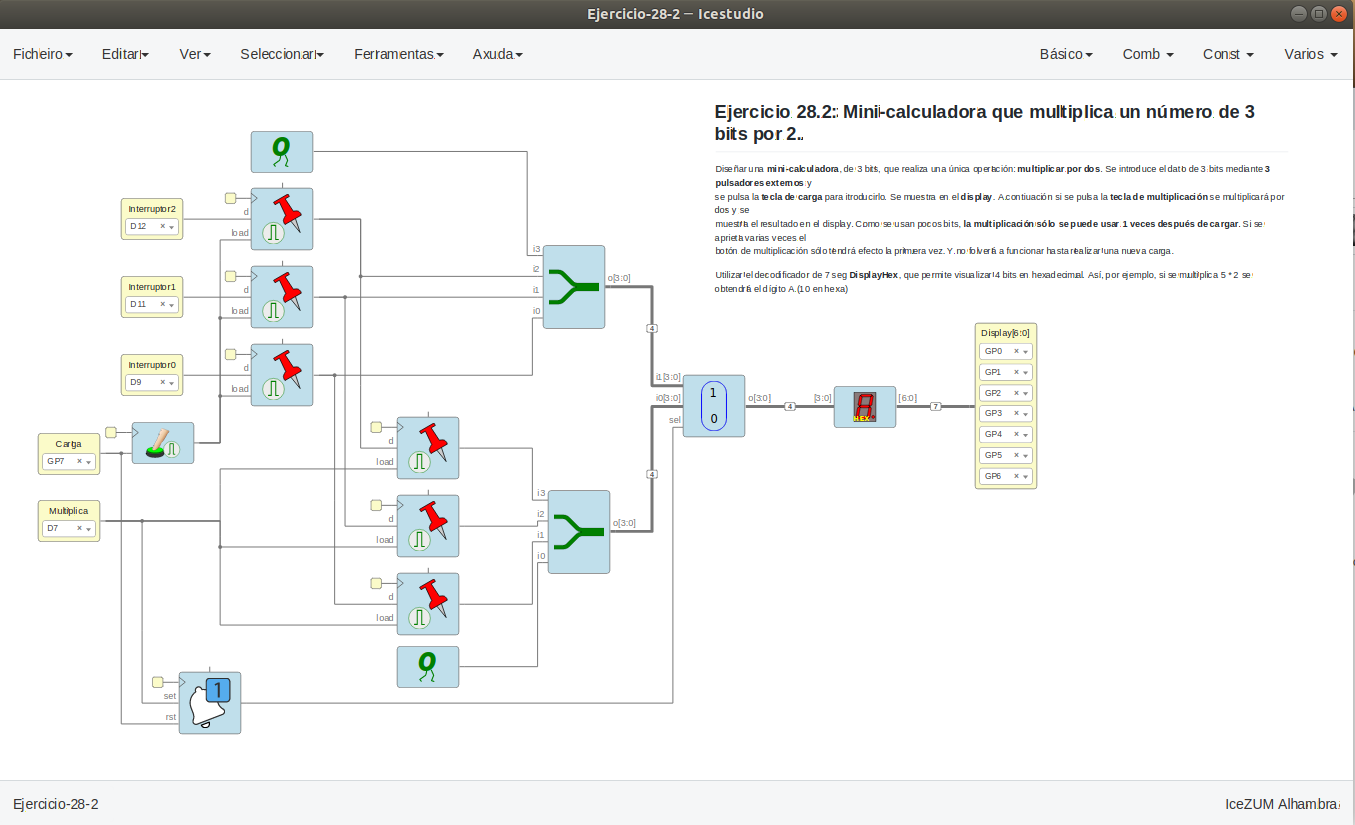 Ejercicio-28-2 — Icestudio
Ficheiro Editar Ver Seleccionar Ferramentas Axuda Básico Comb Const Varios
Ejercicio 28.2: Mini-calculadora que multiplica un número de 3
bits por 2.
Diseñar una mini-calculadora, de 3 bits, que realiza una única operación: multiplicar por dos. Se introduce el dato de 3 bits mediante 3
pulsadores externos y
se pulsa la tecla de carga para itroducirlo. Se muestra en el display. A contiuación si se pulsa la tecla de multiplicación se multiplicará por
dos y se
muestra el resultado en el display. Como se usan pocos bits, la multiplicación sólo se puede usar 1 veces después de cargar. Si se
aprieta varias veces el
botón de multiplicación sólo tendrá efecto la primera vez. Y no volverá a funcionar hasta realizar una nueva carga.
Utilizar el decodificador de 7 seg DisplayHex, que permite visualizar 4 bits en hexadecimal. Así, por ejemplo, si se multiplica 5 * 2 se
obtendrá el dígito A (10 en hexa)
0
Interruptor2
D12
d
load
Interruptor1
D11
d
load
Interruptor0
D9
d
load
Carga
GP7
Multiplica
D7
i3
i2
i1
i0
o[3:0]
4
d
load
d
load
d
load
i3
i2
i1
i0
o[3:0]
4
0
set
rst
1
i1[3:0]
i0[3:0]
sel
1
0
o[3:0]
4
[3:0]
HEX
[6:0]
7
Display[6:0]
GP0
GP1
GP2
GP3
GP4
GP5
GP6
Ejercicio-28-2 IceZUM Alhambra